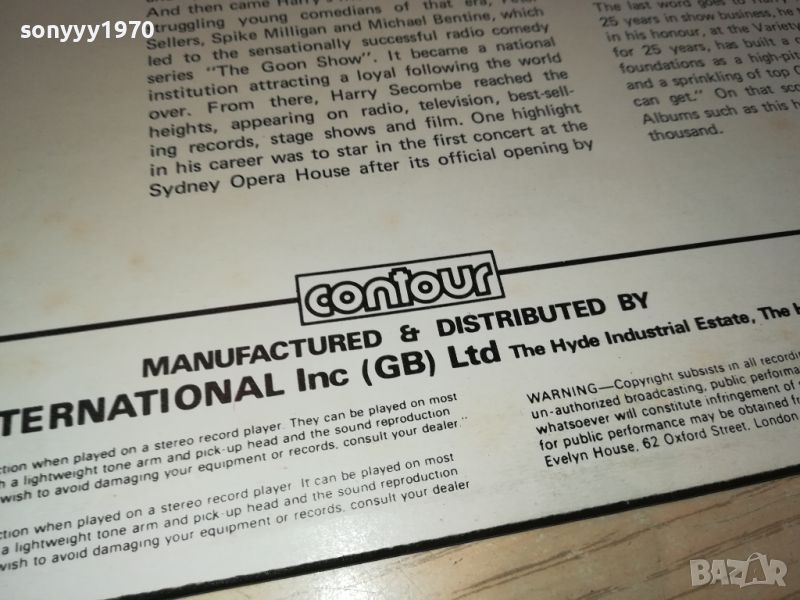 sonyyy1970
And then came Harry's
struggling young comedians of that era,
Sellers, Spike Milligan and Michael Bentine, which
led to the sensationally successful radio comedy
series "The Goon Show". It became a national
institution attracting a loyal following the world
over. From there, Harry Secombe reached the
heights, appearing on radio, television, best-sell-
ing records, stage shows and film. One highlight
in his career was to star in the first concert at the
Sydney Opera House after its official opening by
The last word goes to Harry
25 years in show business, he
in his honour, at the Variety
for 25 years, has built a
foundations as a high-pit
and a sprinkling of top
can get." On that sco
Albums such as this h
thousand.
contour
MANUFACTURED & DISTRIBUTED BY
TERNATIONAL Inc (GB) Ltd The Hyde Industrial Estate, The
ction when played on a stereo record player. They can be played on most
h a lightweight tone arm and pick-up head and the sound reproduction
wish to avoid damaging your equipment or records, consult your dealer."
ction when played on a stereo record player. It can be played on most
a lightweight tone arm and pick-up head and the sound reproduction
wish to avoid damaging your equipment or records, consult your dealer
WARNING—Copyright subsists in all recordin
un-authorized broadcasting, public performa
whatsoever will constitute infringement of
for public performance may be obtained fro
Evelyn House, 62 Oxford Street, London
BAZAR